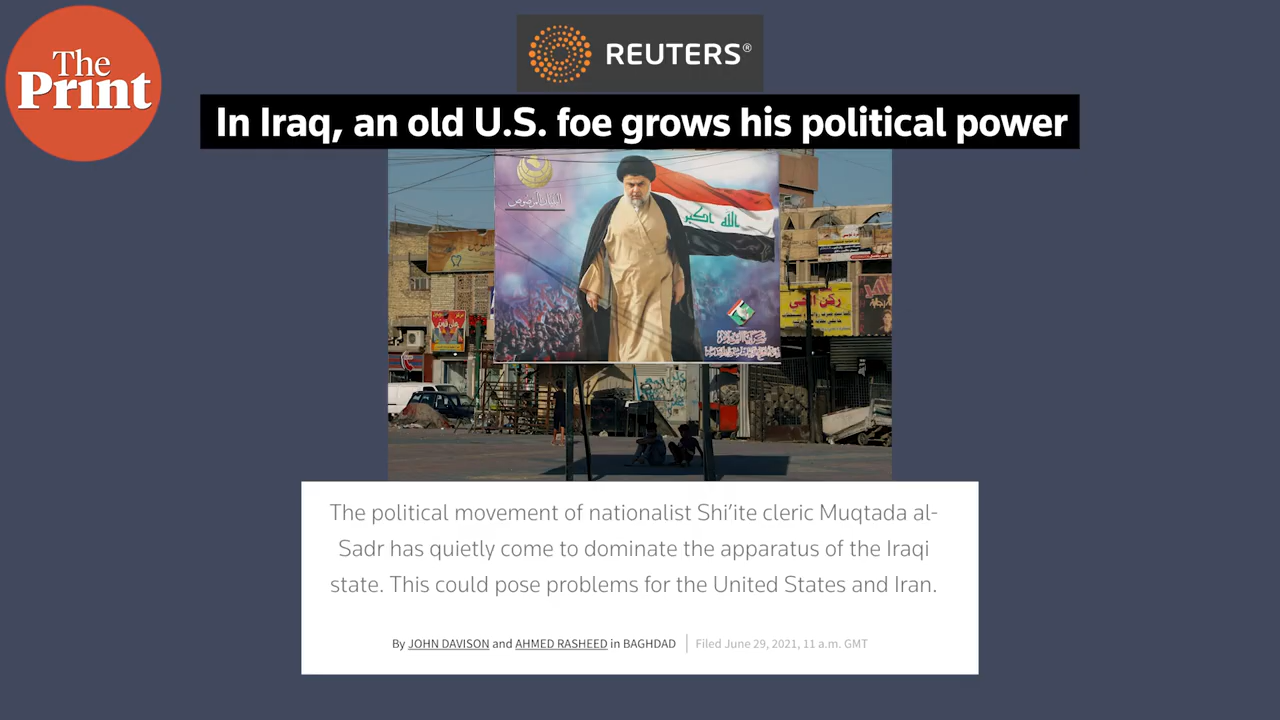 The
Print
REUTERS®
In Iraq, an old U.S. foe grows his political power
الله اكبر
The political movement of nationalist Shi'ite cleric Muqtada al-
Sadr has quietly come to dominate the apparatus of the Iraqi
state. This could pose problems for the United States and Iran.
By JOHN DAVISON and AHMED RASHEED in BAGHDAD | Filed June 29, 2021, 11 a.m. GMT